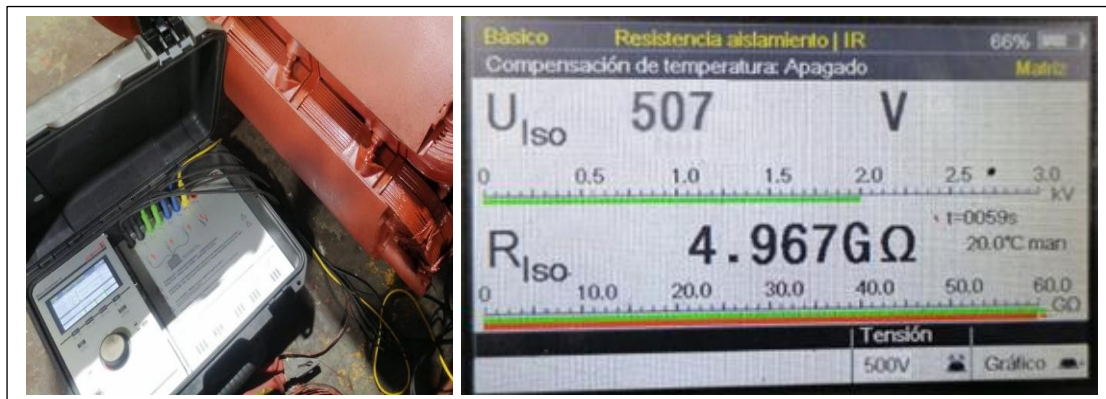 Básico Resistencia aislamiento | IR 66%
Compensación de temperatura: Apagado Matriz
U Iso 507 V
0 0.5 1.0 1.5 2.0 2.5 3.0
kV
t=0059s
R Iso 4.967GΩ 20.0°C man
0 10.0 20.0 30.0 40.0 50.0 60.0
GΩ
Tensión
500V Gráfico